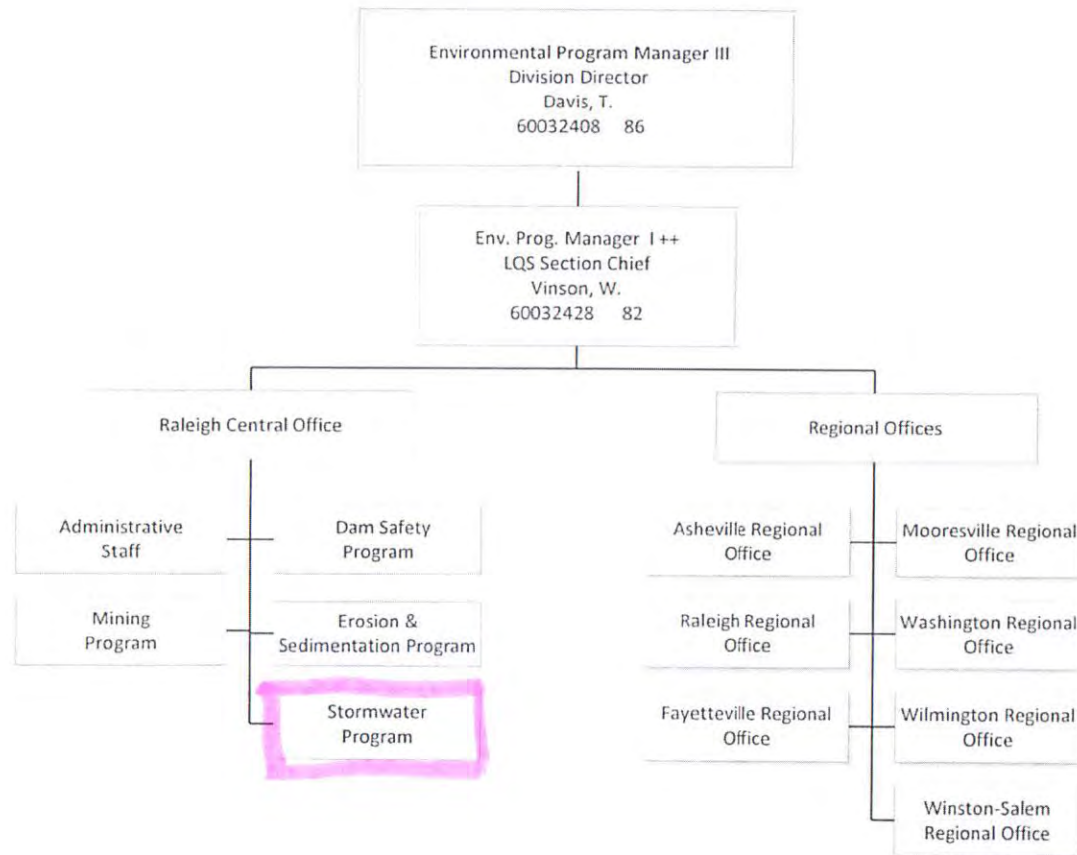 Environmental Program Manager III
Division Director
Davis, T.
60032408 86
Env. Prog. Manager I ++
LQS Section Chief
Vinson, W.
60032428 82
Raleigh Central Office
Regional Offices
Administrative
Staff
Dam Safety
Program
Mining
Program
Erosion &
Sedimentation Program
Stormwater
Program
Asheville Regional
Office
Mooresville Regional
Office
Raleigh Regional
Office
Washington Regional
Office
Fayetteville Regional
Office
Wilmington Regional
Office
Winston-Salem
Regional Office